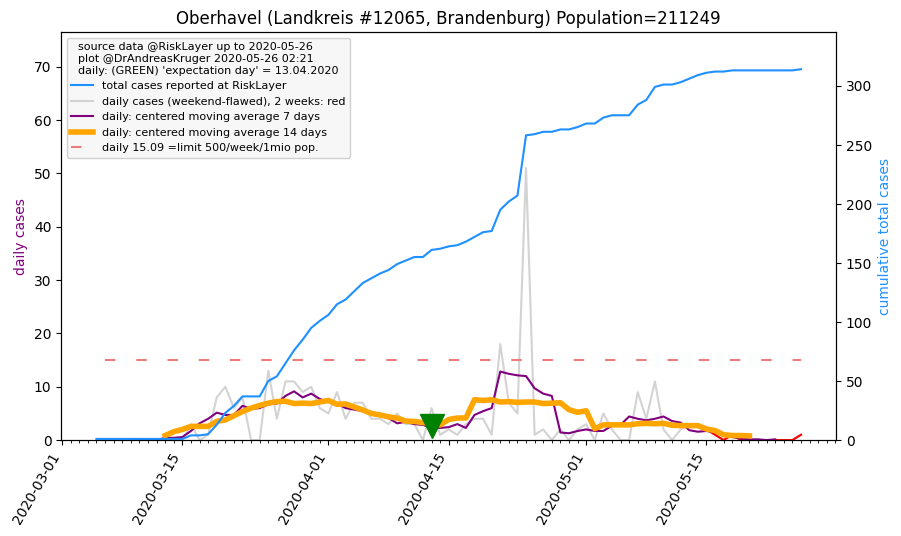 Oberhavel (Landkreis #12065, Brandenburg) Population=211249
source data @RiskLayer up to 2020-05-26
plot @DrAndreasKruger 2020-05-26 02:21
daily: (GREEN) 'expectation day' = 13.04.2020
total cases reported at RiskLayer
daily cases (weekend-flawed), 2 weeks: red
daily: centered moving average 7 days
daily: centered moving average 14 days
daily 15.09 =limit 500/week/1mio pop.
daily cases
70
60
50
40
30
20
10
0
cumulative total cases
300
250
200
150
100
50
0
2020-03-01
2020-03-15
2020-04-01
2020-04-15
2020-05-01
2020-05-15